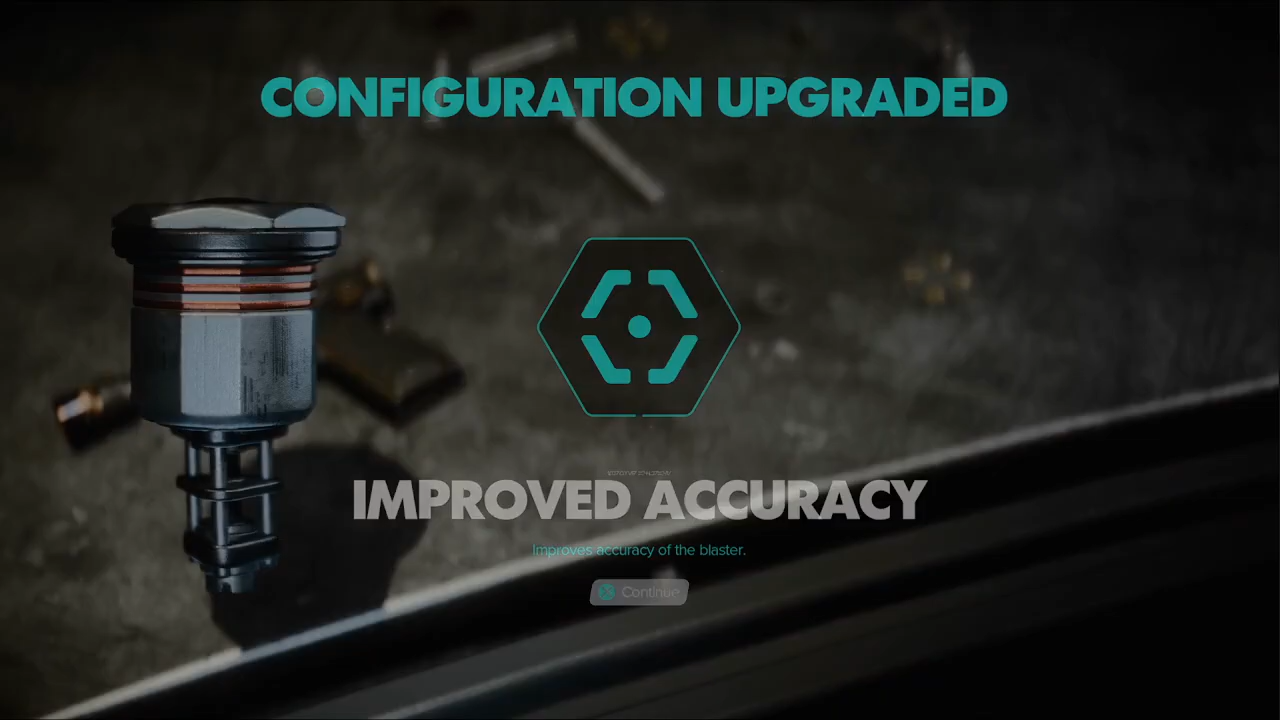 CONFIGURATION UPGRADED
IMPROVED ACCURACY
Improves accuracy of the blaster.
Continue